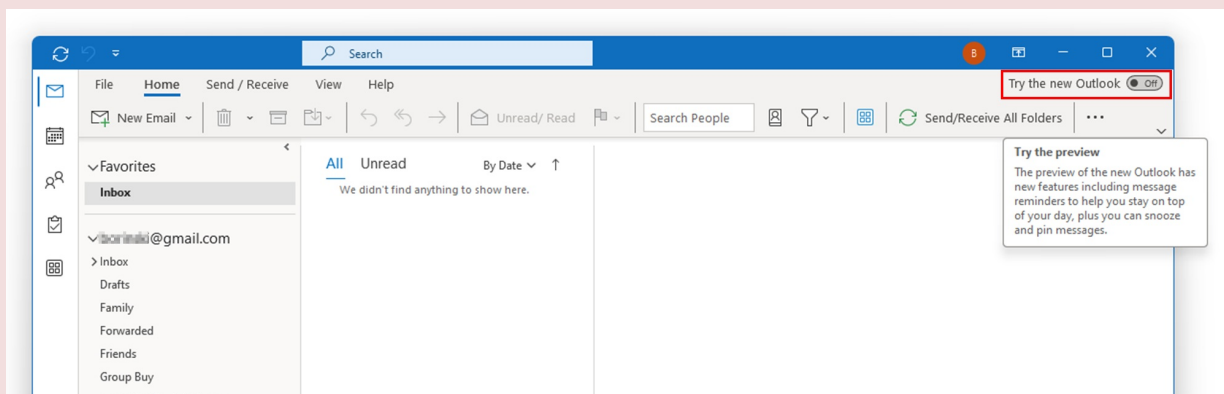 Search
B
File Home Send / Receive View Help
Try the new Outlook Off
New Email
Unread/ Read
Search People
Send/Receive All Folders
Try the preview
The preview of the new Outlook has
new features including message
reminders to help you stay on top
of your day, plus you can snooze
and pin messages.
Favorites
Inbox
@gmail.com
Inbox
Drafts
Family
Forwarded
Friends
Group Buy
All Unread By Date
We didn't find anything to show here.